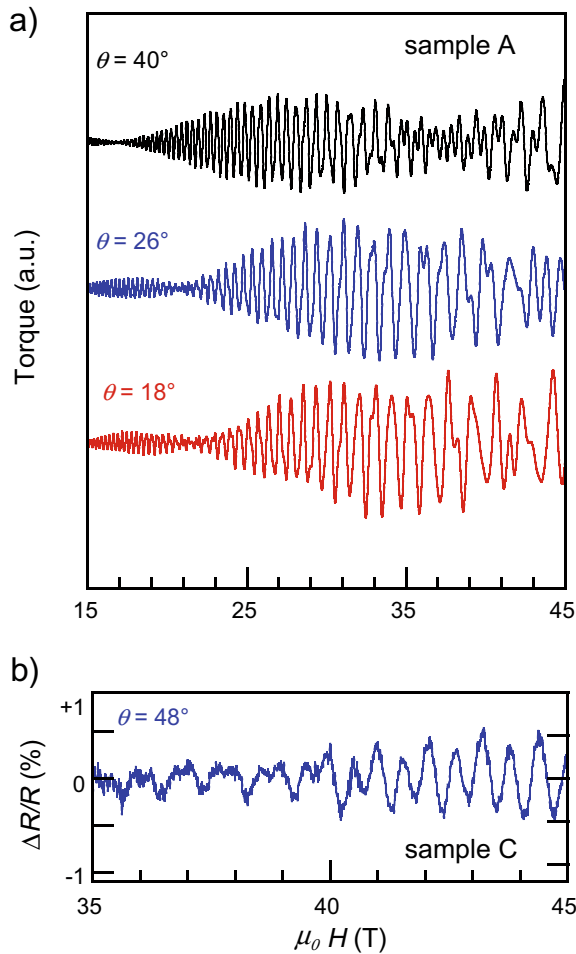 a)
sample A
θ = 40°
θ = 26°
θ = 18°
Torque (a.u.)
15
25
35
45
b)
θ = 48°
+1
0
-1
ΔR/R (%)
sample C
35
40
45
μ₀ H (T)